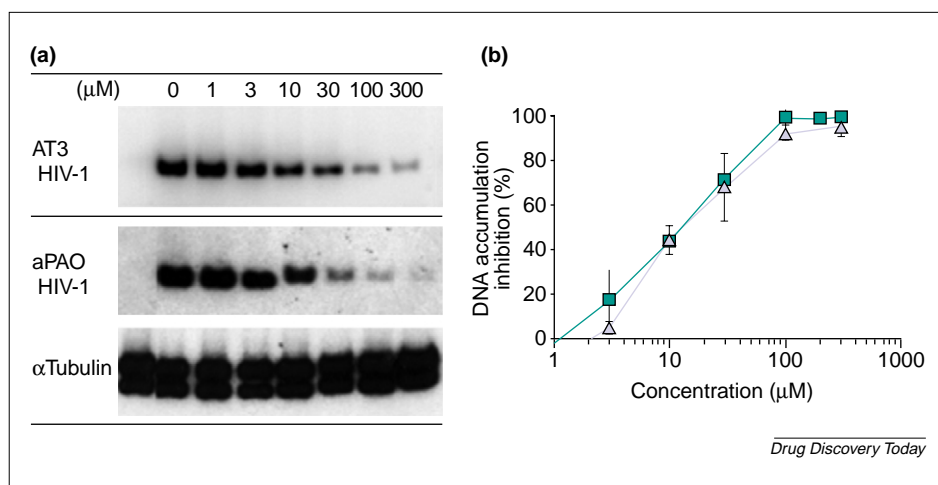 (a)
(μM) 0 1 3 10 30 100 300
AT3
HIV-1
aPAO
HIV-1
αTubulin
(b)
DNA accumulation
inhibition (%)
100
80
60
40
20
0
1 10 100 1000
Concentration (μM)
Drug Discovery Today